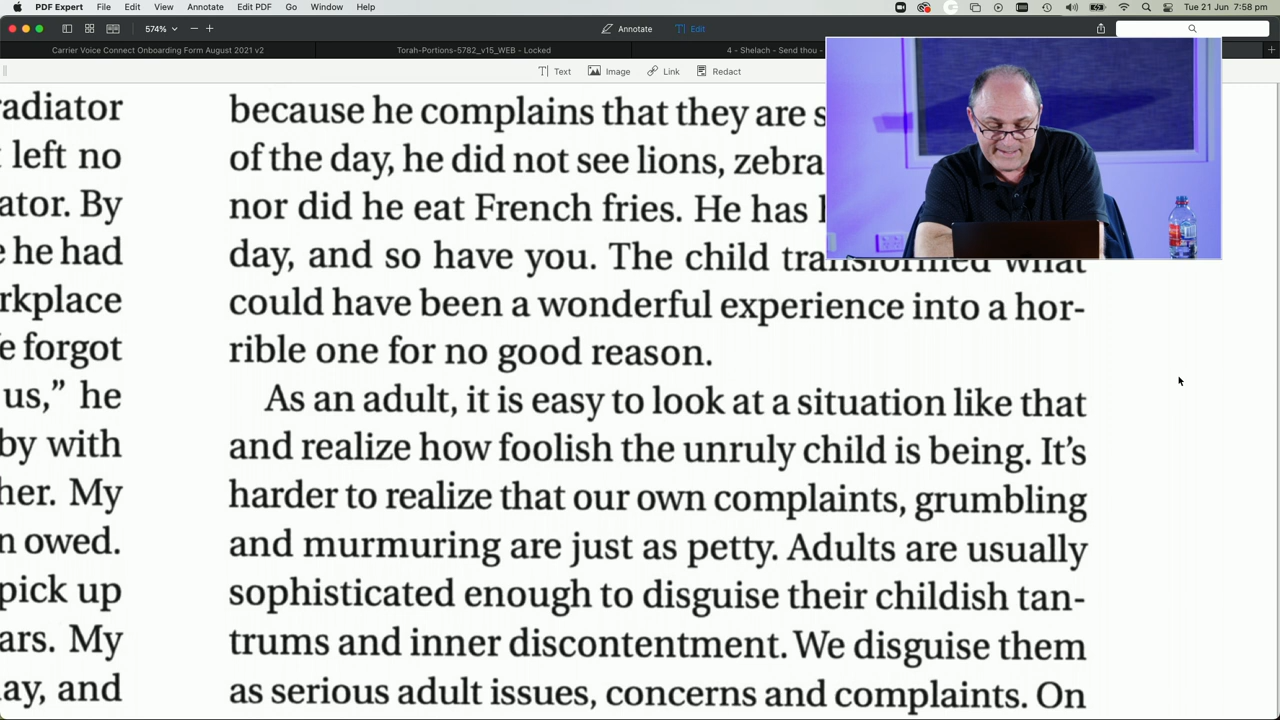 PDF Expert File Edit View Annotate Edit PDF Go Window Help Tue 21 Jun 7:58 pm
574% Annotate Edit
Carrier Voice Connect Onboarding Form August 2021 v2 Torah-Portions-5782_v15_WEB - Locked 4 - Shelach - Send thou -
Text Image Link Redact
radiator
left no
ator. By
he had
rkplace
e forgot
us,” he
by with
her. My
n owed.
pick up
ars. My
ay, and
because he complains that they are s
of the day, he did not see lions, zebra
nor did he eat French fries. He has
day, and so have you. The child transformed what
could have been a wonderful experience into a hor-
rible one for no good reason.
As an adult, it is easy to look at a situation like that
and realize how foolish the unruly child is being. It’s
harder to realize that our own complaints, grumbling
and murmuring are just as petty. Adults are usually
sophisticated enough to disguise their childish tan-
trums and inner discontentment. We disguise them
as serious adult issues, concerns and complaints. On